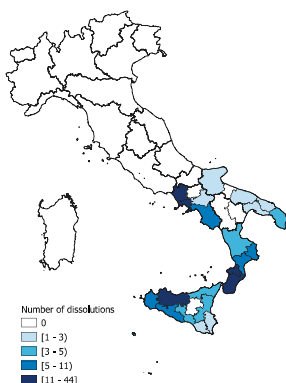 Number of dissolutions
0
[1 - 3)
[3 - 5)
[5 - 11)
[11 - 44]